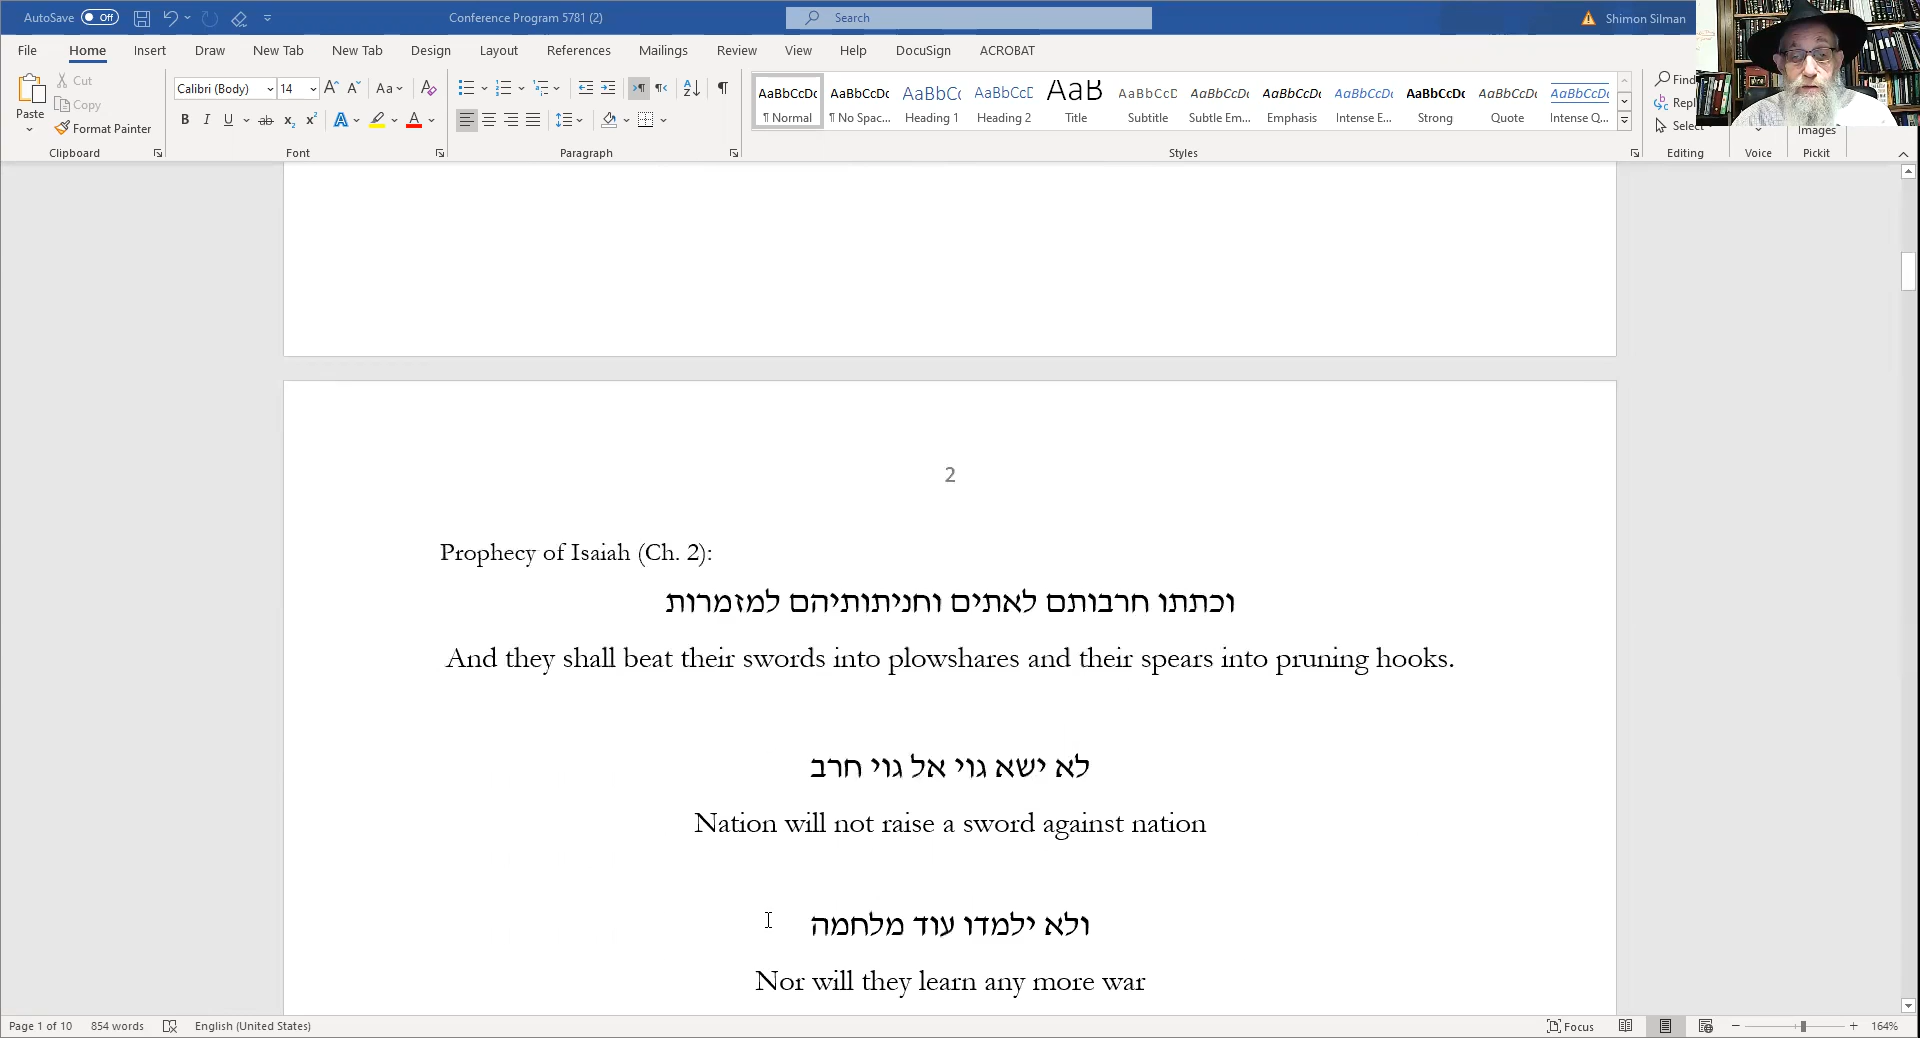 AutoSave Off Conference Program 5781 (2) Search Shimon Silman
File Home Insert Draw New Tab New Tab Design Layout References Mailings Review View Help DocuSign ACROBAT
Paste
Cut
Copy
Format Painter
Clipboard
Calibri (Body) 14
Font
Paragraph
AaBbCcDc AaBbCcDc AaBbC AaBbCcD AaB AaBbCcD AaBbCcDc AaBbCcDc AaBbCcDc AaBbCcDc AaBbCcDc AaBbCcDc
¶ Normal ¶ No Spac... Heading 1 Heading 2 Title Subtitle Subtle Em... Emphasis Intense E... Strong Quote Intense Q...
Styles
Find
Repl
Select
Editing
Voice
Images
Pickit
2
Prophecy of Isaiah (Ch. 2):
וכתתו חרבותם לאתים וחניתותיהם למזמרות
And they shall beat their swords into plowshares and their spears into pruning hooks.
לא ישא גוי אל גוי חרב
Nation will not raise a sword against nation
ולא ילמדו עוד מלחמה
Nor will they learn any more war
Page 1 of 10 854 words English (United States) Focus 164%